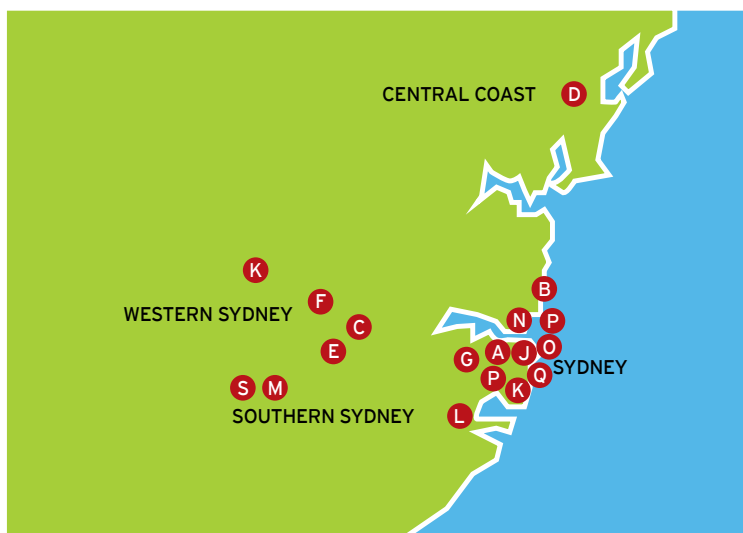 CENTRAL COAST D
K
B
F
WESTERN SYDNEY
N P
C
E
A J O
G
SYDNEY
P Q
S M
K
SOUTHERN SYDNEY L